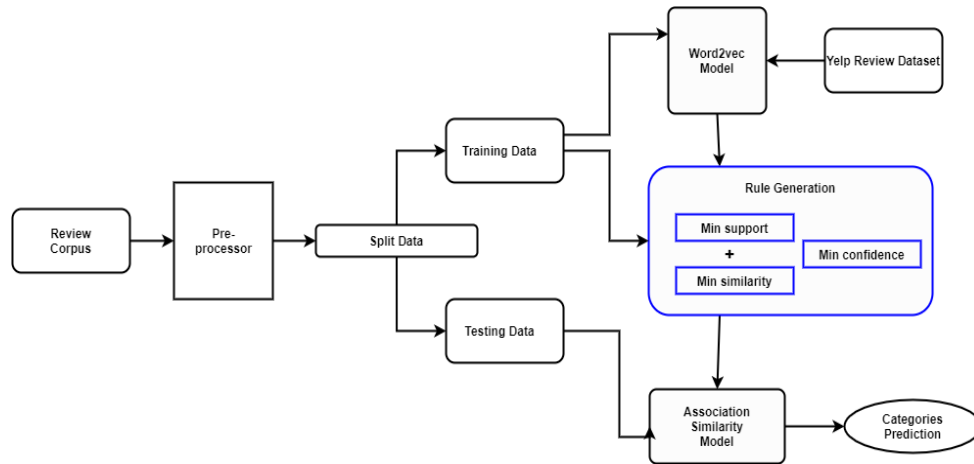 Review
Corpus
Pre-
processor
Split Data
Training Data
Testing Data
Word2vec
Model
Yelp Review Dataset
Rule Generation
Min support
+
Min similarity
Min confidence
Association
Similarity
Model
Categories
Prediction